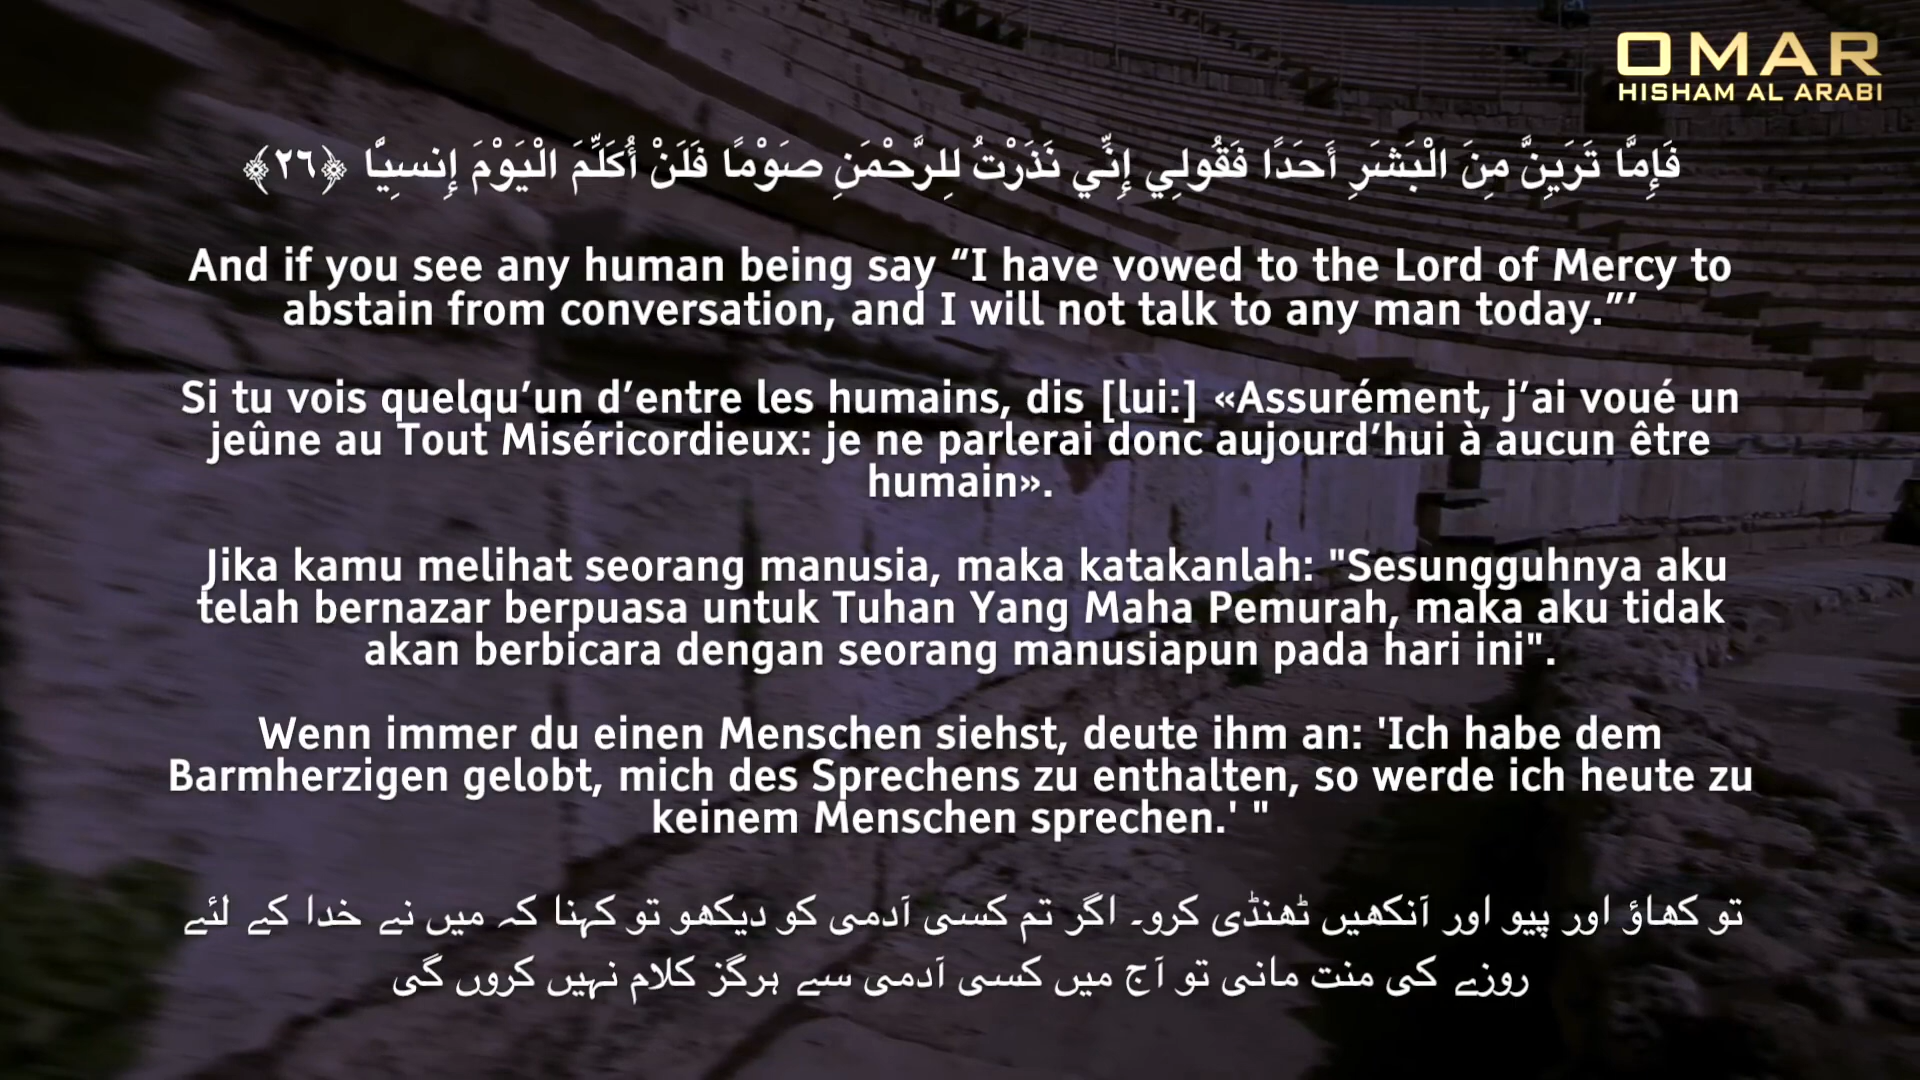 OMAR
HISHAM AL ARABI
فَإِمَّا تَرَيِنَّ مِنَ الْبَشَرِ أَحَدًا فَقُولِي إِنِّي نَذَرْتُ لِلرَّحْمَنِ صَوْمًا فَلَنْ أُكَلِّمَ الْيَوْمَ إِنسِيًّا ﴿٢٦﴾
And if you see any human being say “I have vowed to the Lord of Mercy to
abstain from conversation, and I will not talk to any man today.”’
Si tu vois quelqu’un d’entre les humains, dis [lui:] «Assurément, j’ai voué un
jeûne au Tout Miséricordieux: je ne parlerai donc aujourd’hui à aucun être
humain».
Jika kamu melihat seorang manusia, maka katakanlah: "Sesungguhnya aku
telah bernazar berpuasa untuk Tuhan Yang Maha Pemurah, maka aku tidak
akan berbicara dengan seorang manusiapun pada hari ini".
Wenn immer du einen Menschen siehst, deute ihm an: 'Ich habe dem
Barmherzigen gelobt, mich des Sprechens zu enthalten, so werde ich heute zu
keinem Menschen sprechen.' "
تو کھاؤ اور پیو اور آنکھیں ٹھنڈی کرو۔ اگر تم کسی آدمی کو دیکھو تو کہنا کہ میں نے خدا کے لئے
روزے کی منت مانی تو آج میں کسی آدمی سے ہرگز کلام نہیں کروں گی